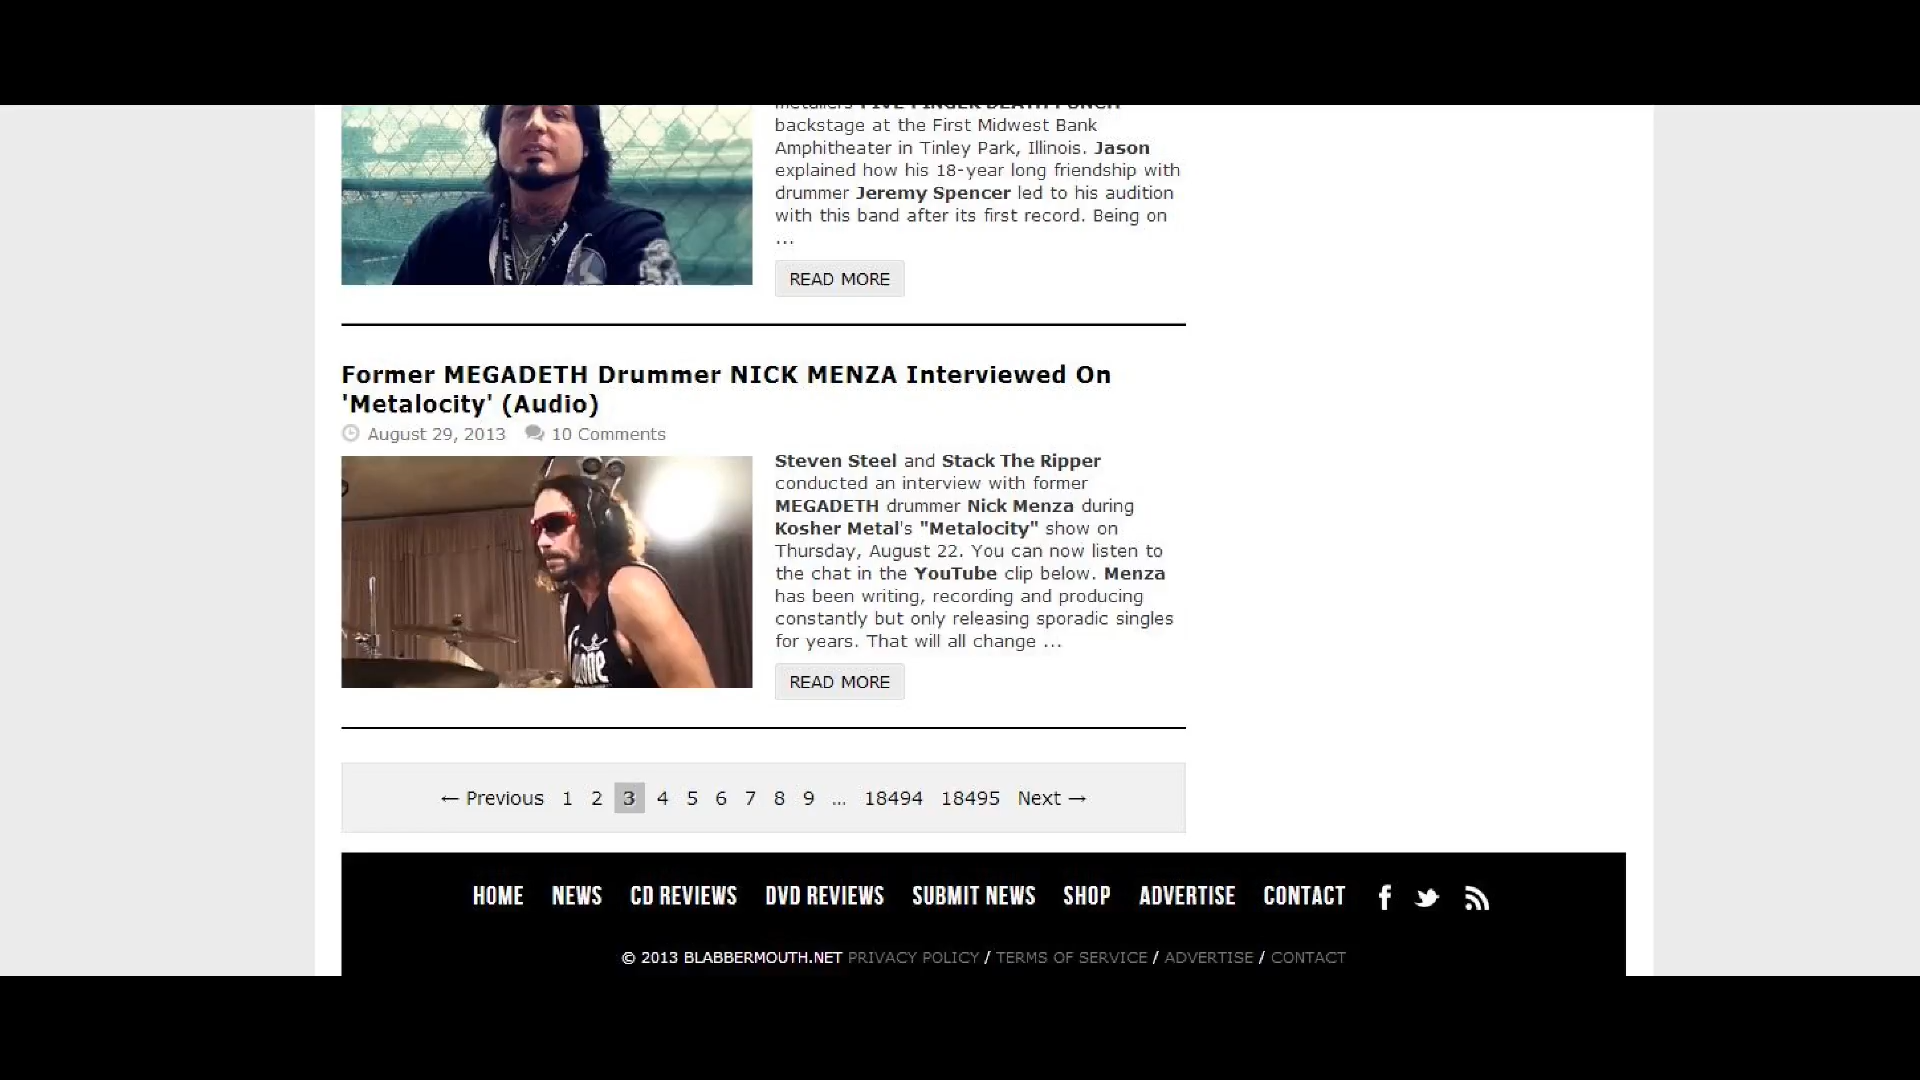 metallers FIVE FINGER DEATH PUNCH
backstage at the First Midwest Bank
Amphitheater in Tinley Park, Illinois. Jason
explained how his 18-year long friendship with
drummer Jeremy Spencer led to his audition
with this band after its first record. Being on
...
READ MORE
Former MEGADETH Drummer NICK MENZA Interviewed On
'Metalocity' (Audio)
August 29, 2013 10 Comments
Steven Steel and Stack The Ripper
conducted an interview with former
MEGADETH drummer Nick Menza during
Kosher Metal's "Metalocity" show on
Thursday, August 22. You can now listen to
the chat in the YouTube clip below. Menza
has been writing, recording and producing
constantly but only releasing sporadic singles
for years. That will all change ...
READ MORE
← Previous 1 2 3 4 5 6 7 8 9 ... 18494 18495 Next →
HOME NEWS CD REVIEWS DVD REVIEWS SUBMIT NEWS SHOP ADVERTISE CONTACT
© 2013 BLABBERMOUTH.NET PRIVACY POLICY / TERMS OF SERVICE / ADVERTISE / CONTACT